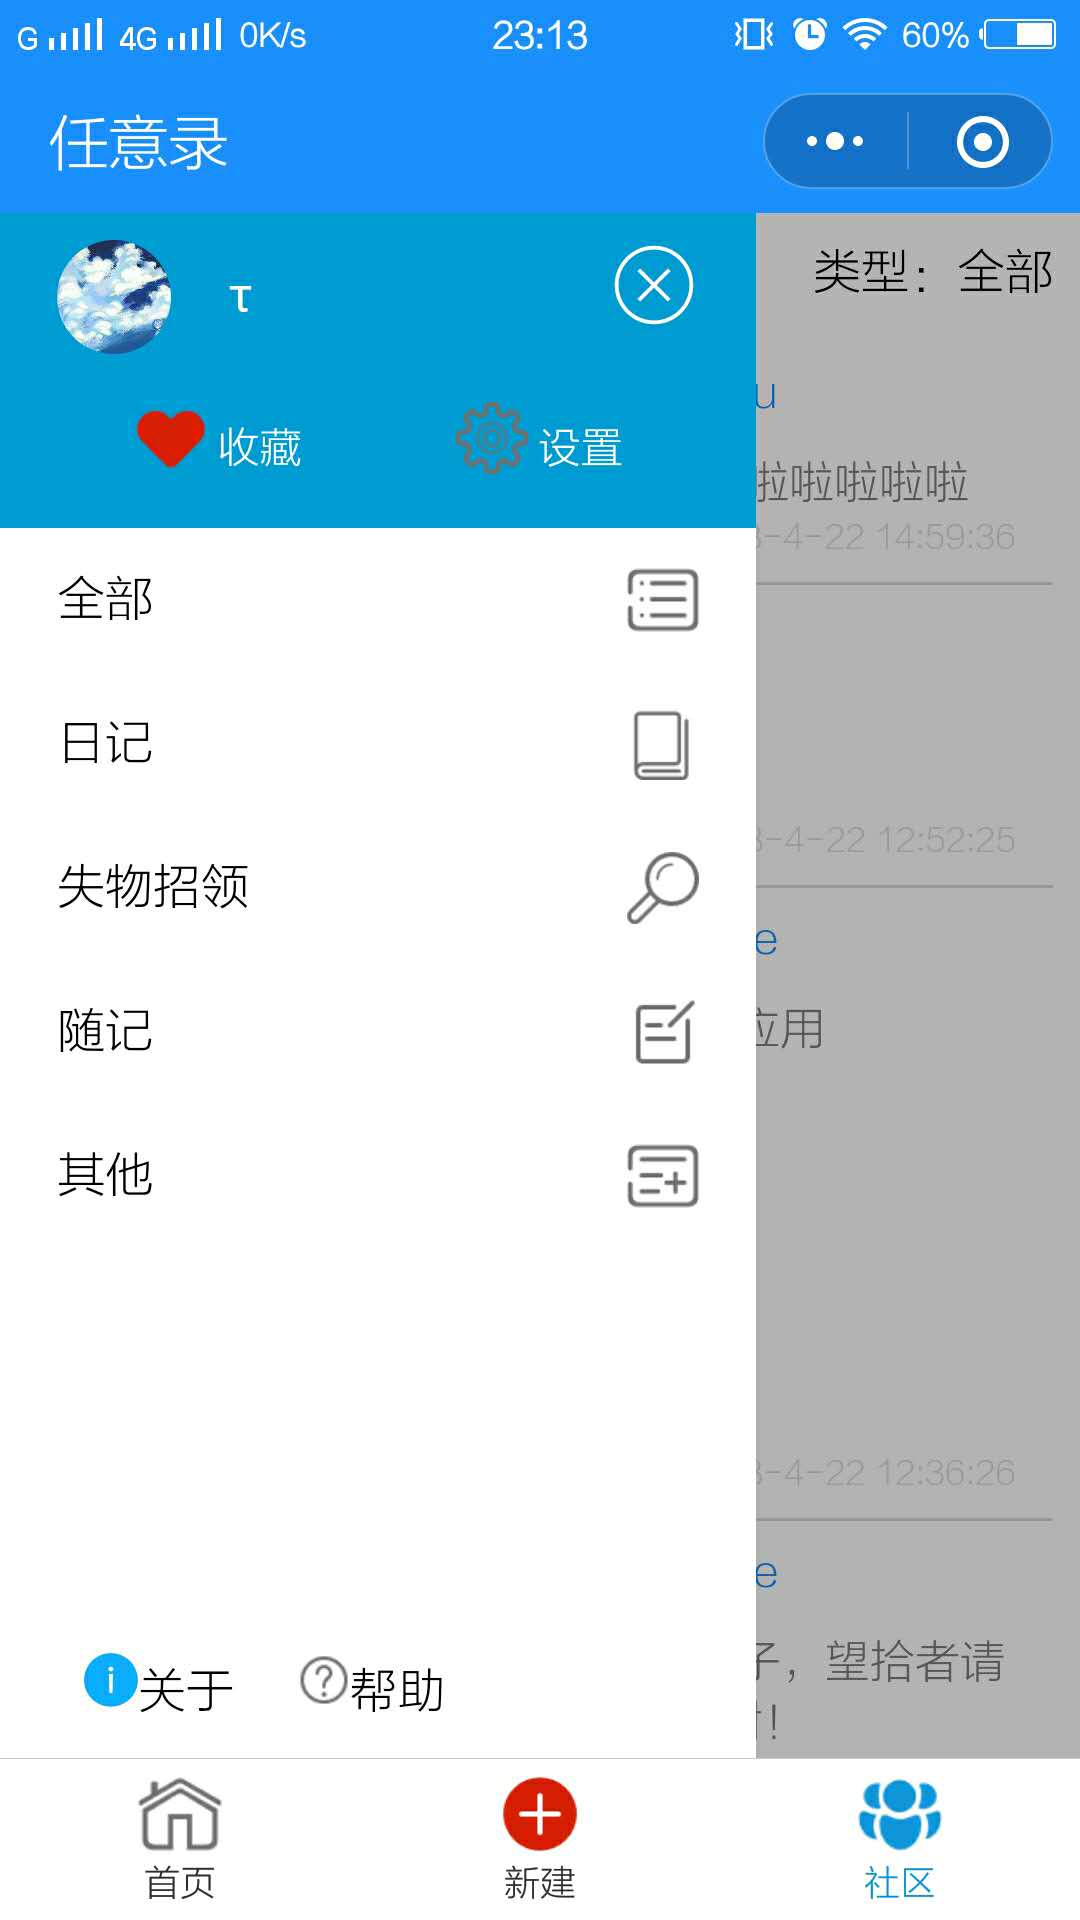 G 4G 0K/s 23:13 60%
任意录
τ
类型：全部
收藏 设置
u
啦啦啦啦
-4-22 14:59:36
全部
日记
-4-22 12:52:25
失物招领
e
随记
用
其他
-4-22 12:36:26
e
，望拾者请
！
关于 帮助
首页 新建 社区